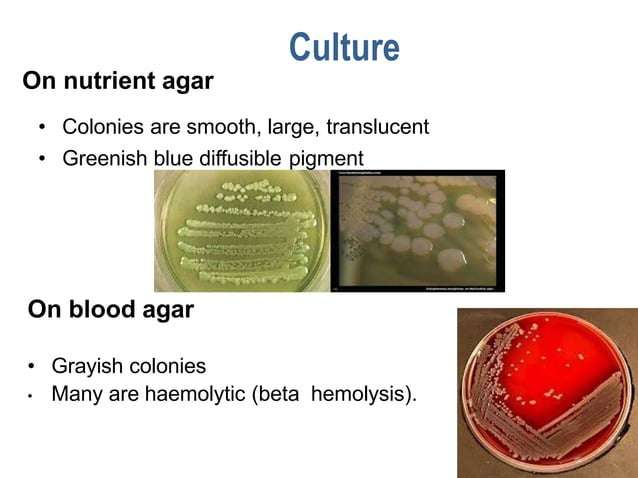 Culture
On nutrient agar
• Colonies are smooth, large, translucent
• Greenish blue diffusible pigment
On blood agar
• Grayish colonies
• Many are haemolytic (beta  hemolysis).